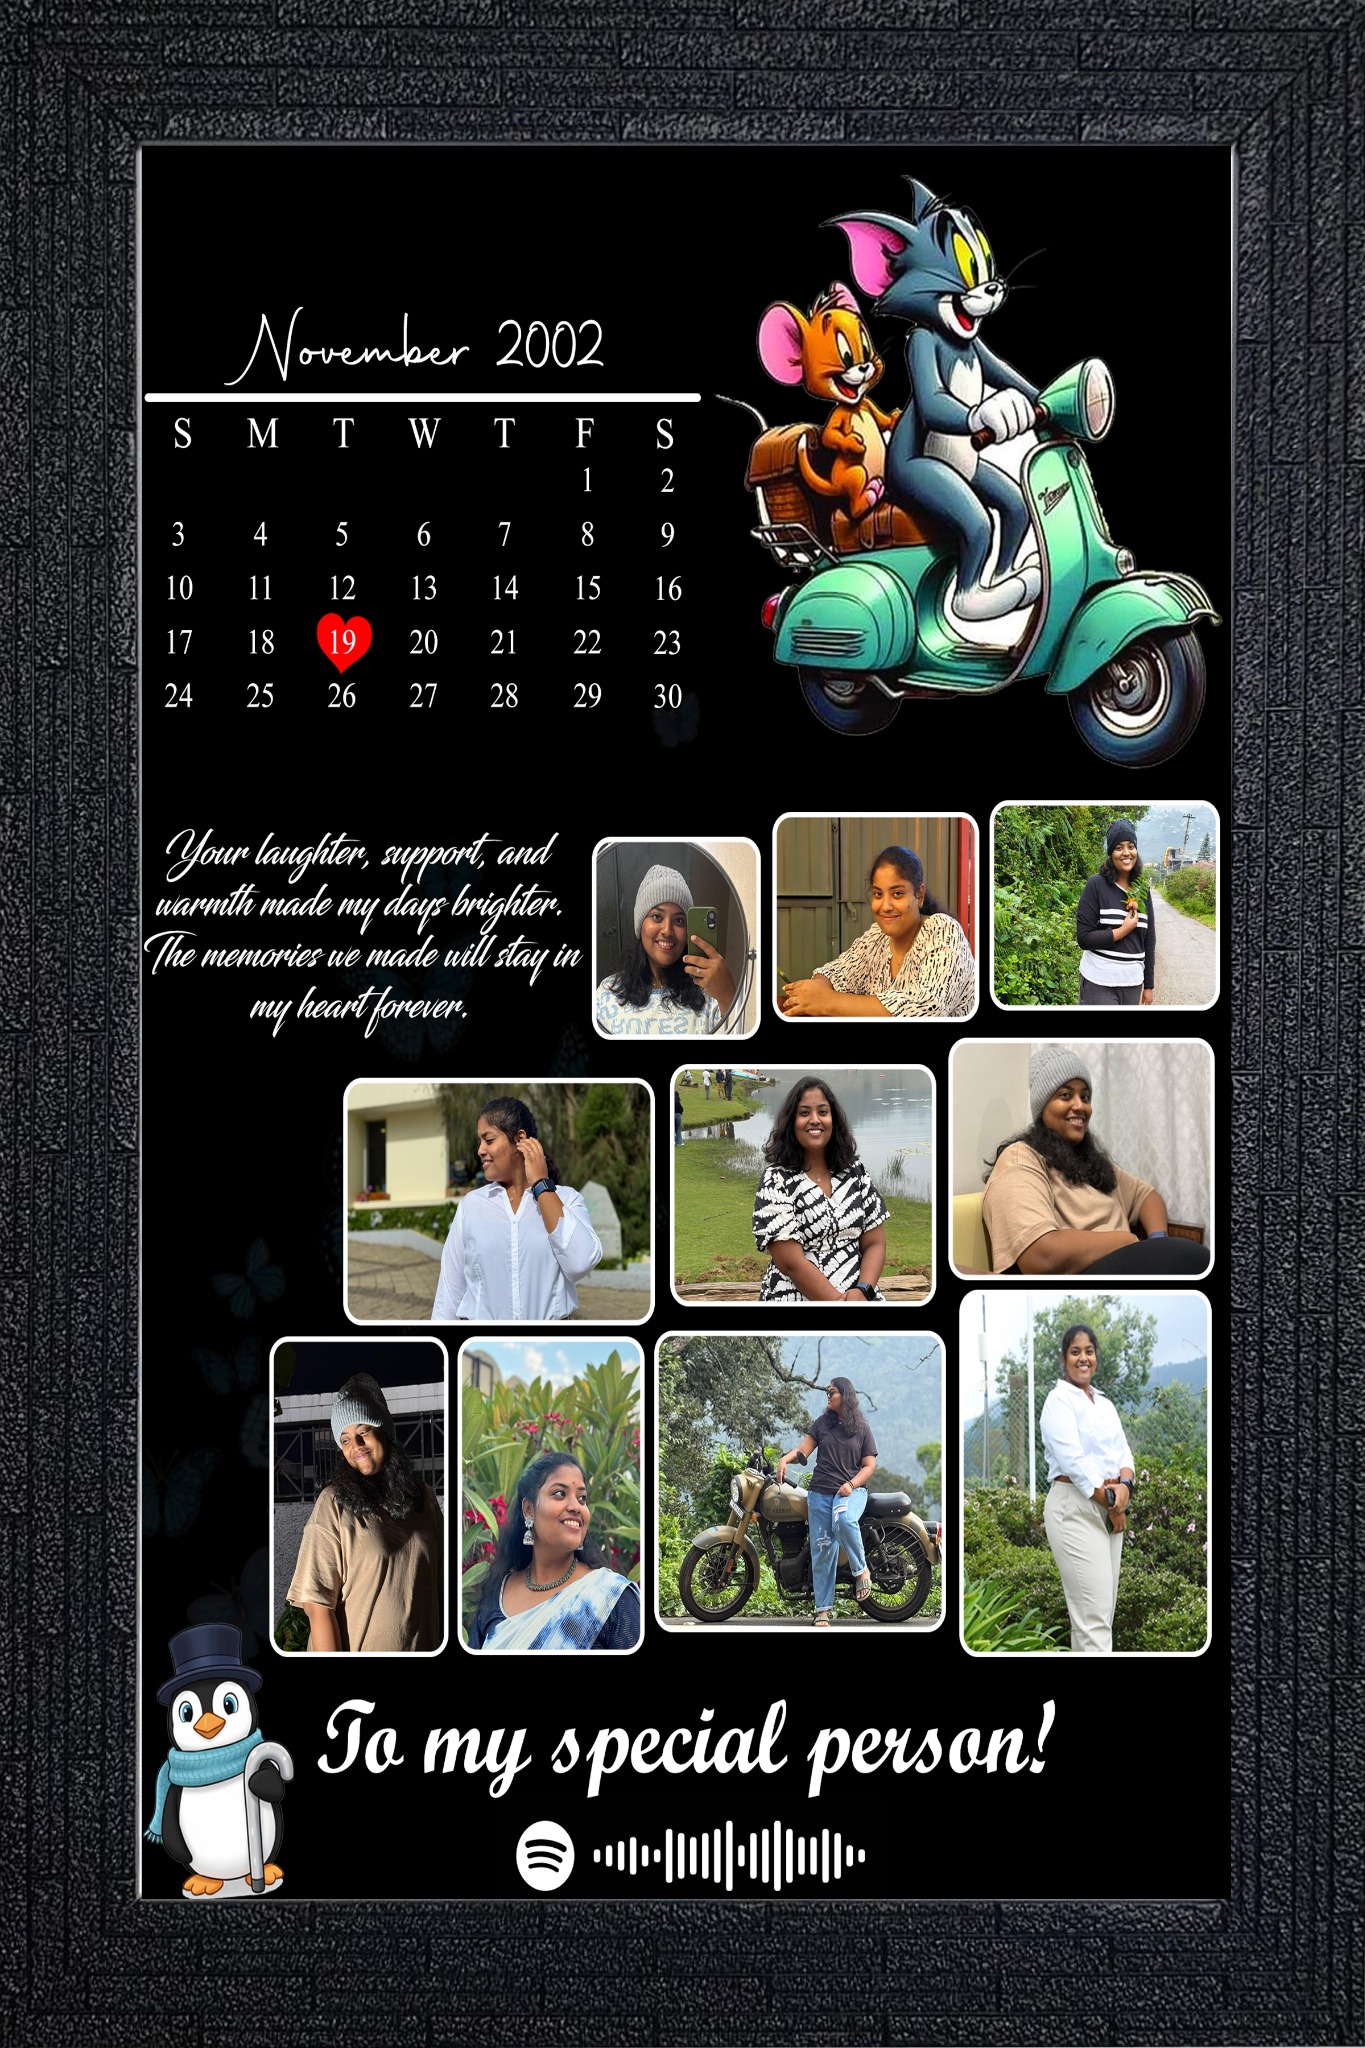 November 2002
S M T W T F S
1 2
3 4 5 6 7 8 9
10 11 12 13 14 15 16
17 18 19 20 21 22 23
24 25 26 27 28 29 30
Your laughter, support, and
warmth made my days brighter.
The memories we made will stay in
my heart forever.
To my special person!